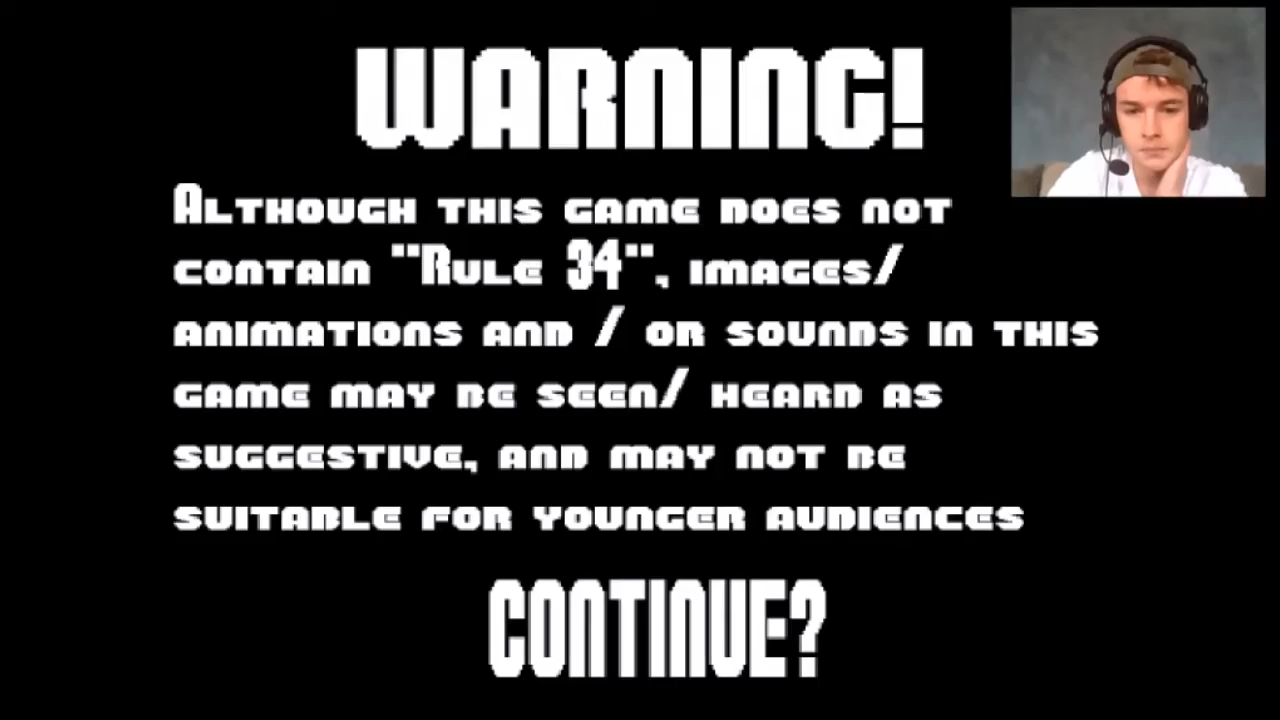 WARNING!
Although this game does not
contain "Rule 34", images/
animations and / or sounds in this
game may be seen/ heard as
suggestive, and may not be
suitable for younger audiences
CONTINUE?